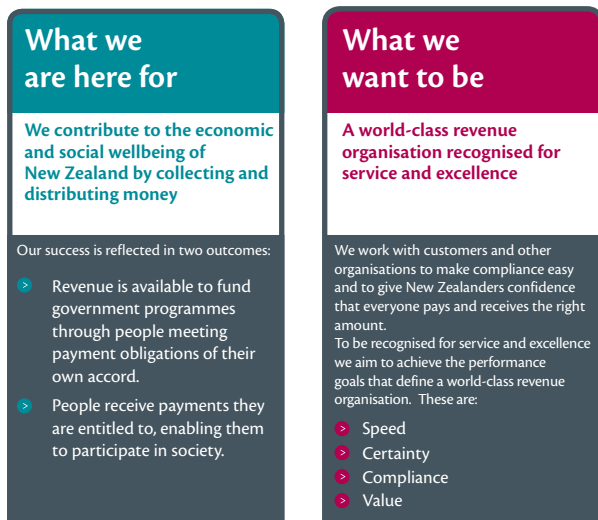 What we
are here for
We contribute to the economic
and social wellbeing of
New Zealand by collecting and
distributing money
Our success is reflected in two outcomes:
> Revenue is available to fund
government programmes
through people meeting
payment obligations of their
own accord.
> People receive payments they
are entitled to, enabling them
to participate in society.
What we
want to be
A world-class revenue
organisation recognised for
service and excellence
We work with customers and other
organisations to make compliance easy
and to give New Zealanders confidence
that everyone pays and receives the right
amount.
To be recognised for service and excellence
we aim to achieve the performance
goals that define a world-class revenue
organisation. These are:
> Speed
> Certainty
> Compliance
> Value